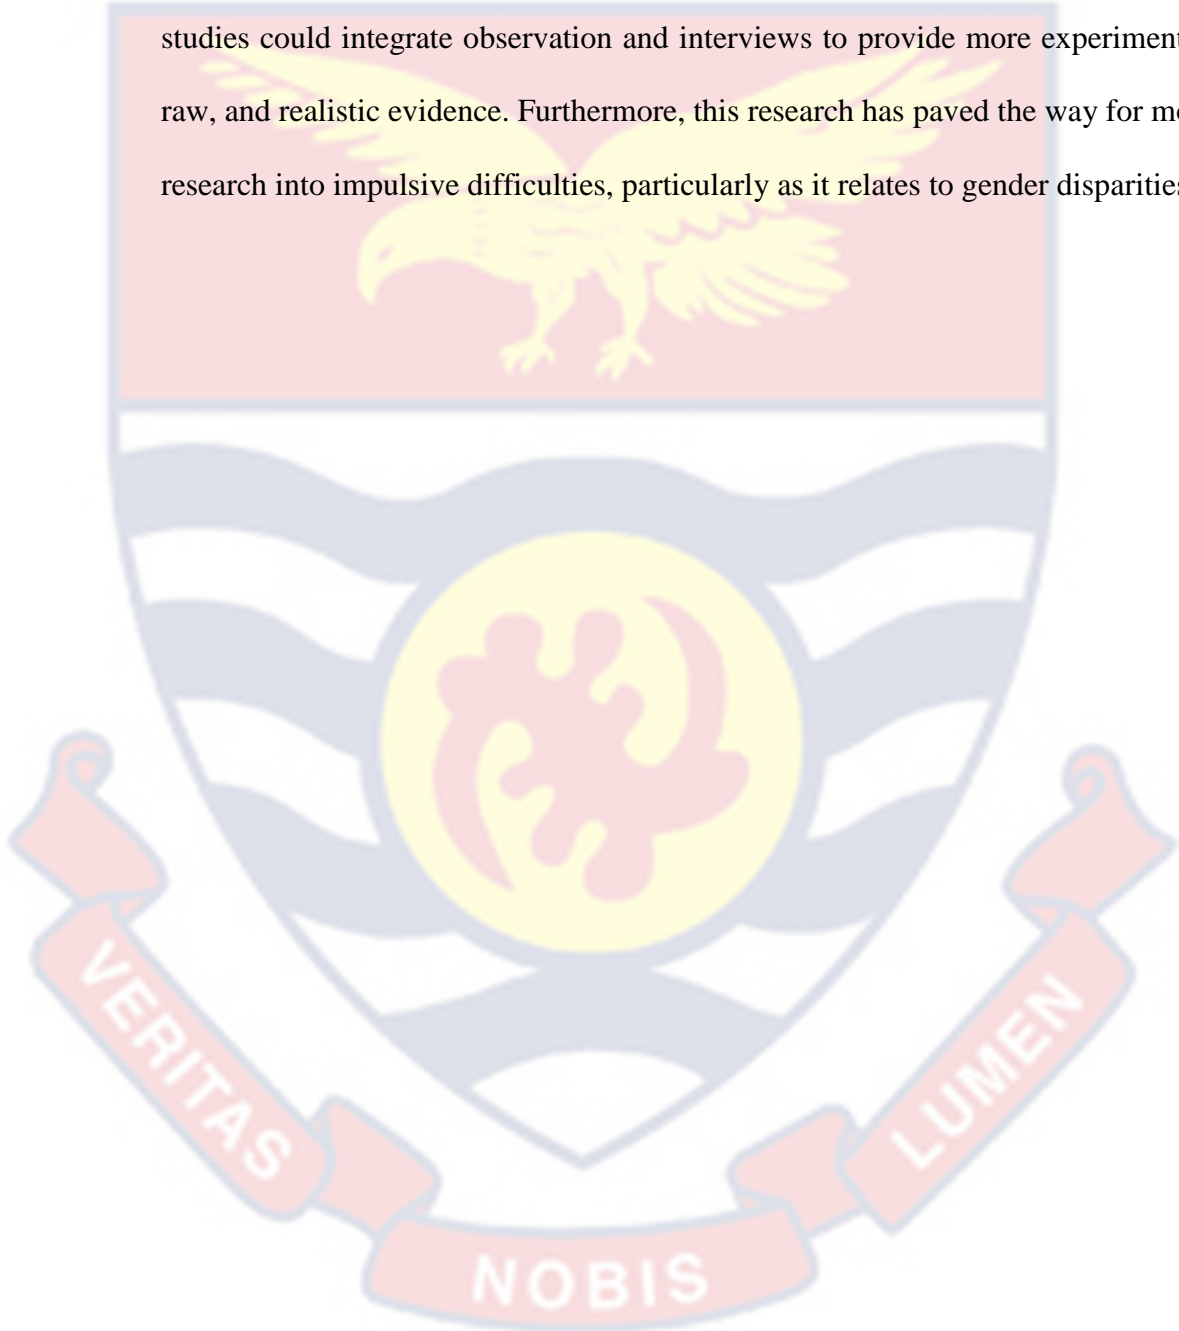 studies could integrate observation and interviews to provide more experiment
raw, and realistic evidence. Furthermore, this research has paved the way for m
research into impulsive difficulties, particularly as it relates to gender disparities
VERITAS
NOBIS
LUMEN